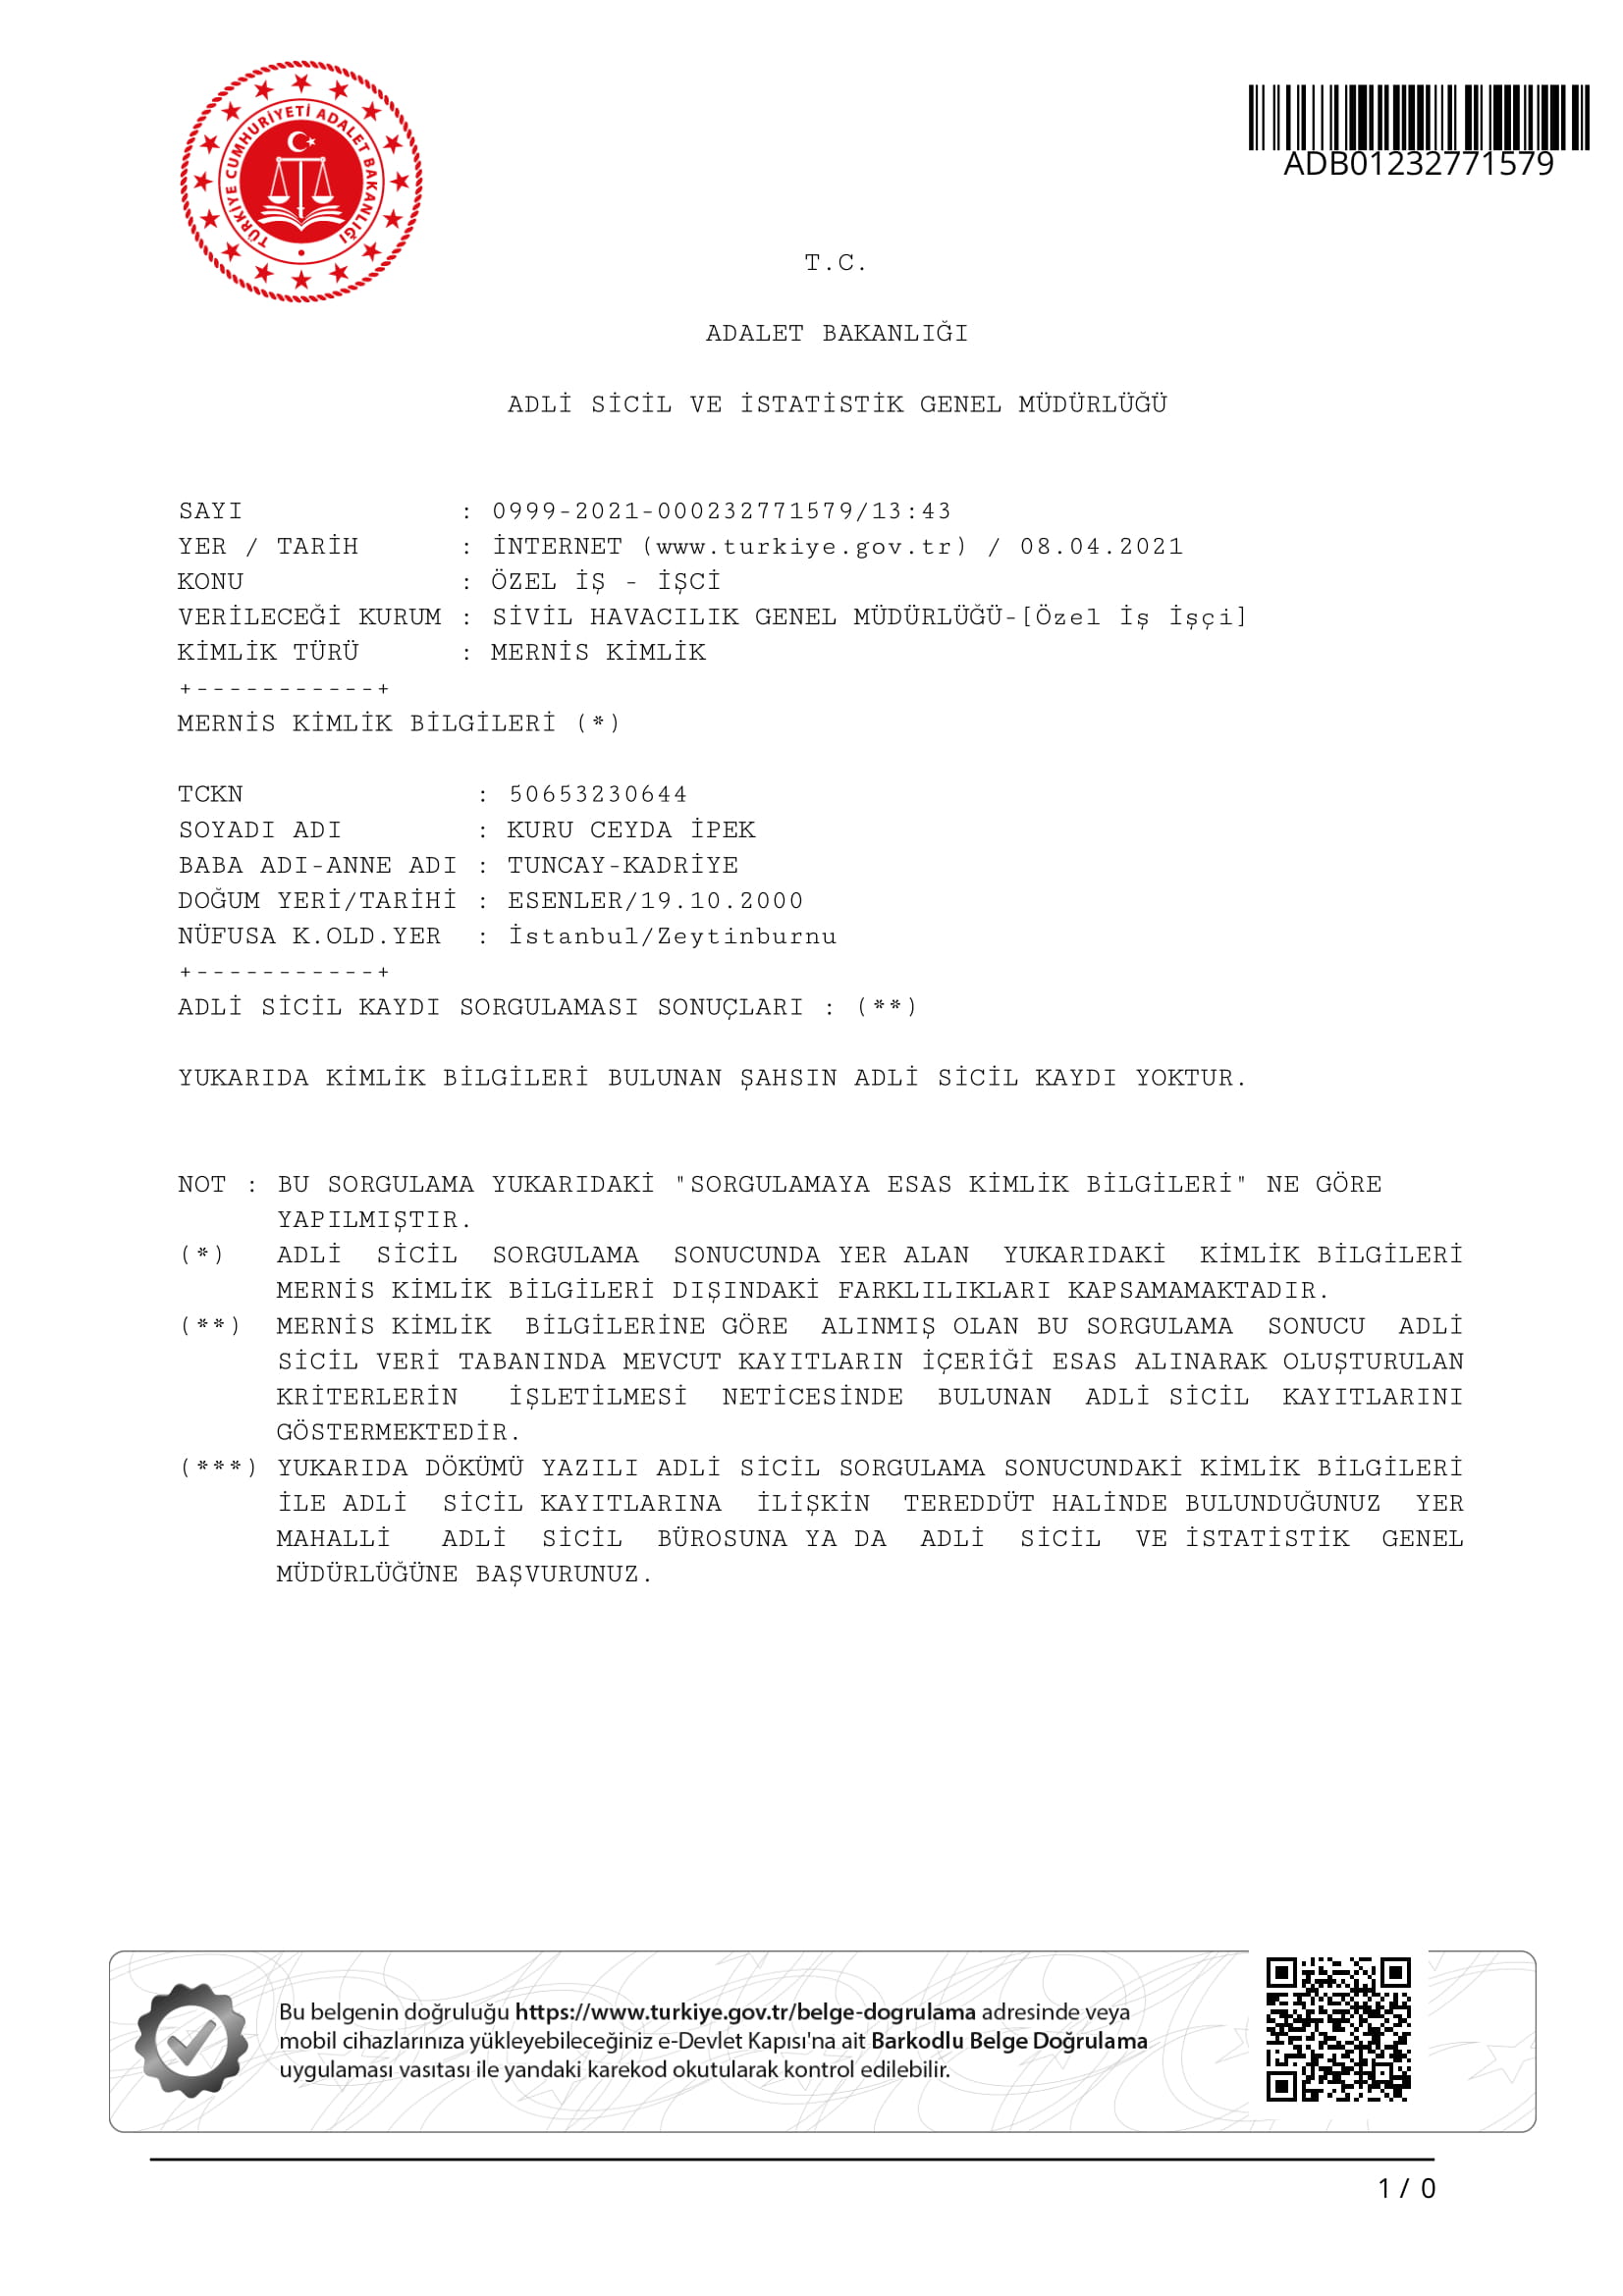 TÜRKİYE CUMHURİYETİ ADALET BAKANLIĞI
ADB01232771579
T.C.
ADALET BAKANLIĞI
ADLİ SİCİL VE İSTATİSTİK GENEL MÜDÜRLÜĞÜ
SAYI : 0999-2021-000232771579/13:43
YER / TARİH : İNTERNET (www.turkiye.gov.tr) / 08.04.2021
KONU : ÖZEL İŞ - İŞCİ
VERİLECEĞİ KURUM : SİVİL HAVACILIK GENEL MÜDÜRLÜĞÜ-[Özel İş İşçi]
KİMLİK TÜRÜ : MERNİS KİMLİK
+-----------+
MERNİS KİMLİK BİLGİLERİ (*)
TCKN : 50653230644
SOYADI ADI : KURU CEYDA İPEK
BABA ADI-ANNE ADI : TUNCAY-KADRİYE
DOĞUM YERİ/TARİHİ : ESENLER/19.10.2000
NÜFUSA K.OLD.YER : İstanbul/Zeytinburnu
+-----------+
ADLİ SİCİL KAYDI SORGULAMASI SONUÇLARI : (**)
YUKARIDA KİMLİK BİLGİLERİ BULUNAN ŞAHSIN ADLİ SİCİL KAYDI YOKTUR.
NOT : BU SORGULAMA YUKARIDAKİ "SORGULAMAYA ESAS KİMLİK BİLGİLERİ" NE GÖRE
YAPILMIŞTIR.
(*) ADLİ SİCİL SORGULAMA SONUCUNDA YER ALAN YUKARIDAKİ KİMLİK BİLGİLERİ
MERNİS KİMLİK BİLGİLERİ DIŞINDAKİ FARKLILIKLARI KAPSAMAMAKTADIR.
(**) MERNİS KİMLİK BİLGİLERİNE GÖRE ALINMIŞ OLAN BU SORGULAMA SONUCU ADLİ
SİCİL VERİ TABANINDA MEVCUT KAYITLARIN İÇERİĞİ ESAS ALINARAK OLUŞTURULAN
KRİTERLERİN İŞLETİLMESİ NETİCESİNDE BULUNAN ADLİ SİCİL KAYITLARINI
GÖSTERMEKTEDİR.
(***) YUKARIDA DÖKÜMÜ YAZILI ADLİ SİCİL SORGULAMA SONUCUNDAKİ KİMLİK BİLGİLERİ
İLE ADLİ SİCİL KAYITLARINA İLİŞKİN TEREDDÜT HALİNDE BULUNDUĞUNUZ YER
MAHALLİ ADLİ SİCİL BÜROSUNA YA DA ADLİ SİCİL VE İSTATİSTİK GENEL
MÜDÜRLÜĞÜNE BAŞVURUNUZ.
Bu belgenin doğruluğu https://www.turkiye.gov.tr/belge-dogrulama adresinde veya
mobil cihazlarınıza yükleyebileceğiniz e-Devlet Kapısı'na ait Barkodlu Belge Doğrulama
uygulaması vasıtası ile yandaki karekod okutularak kontrol edilebilir.
1 / 0